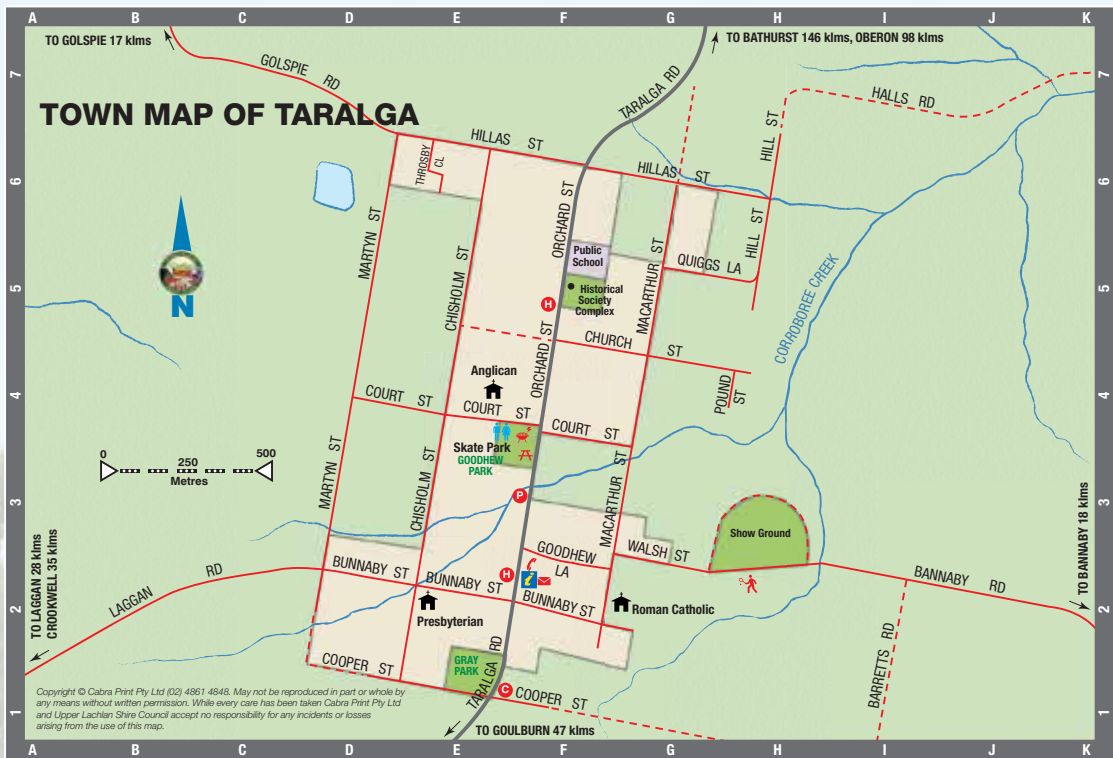 A B C D E F G H I J K
TO GOLSPIE 17 klms
TO BATHURST 146 klms, OBERON 98 klms
7
7
GOLSPIE RD
TARALGA RD
HALLS RD
TOWN MAP OF TARALGA
HILLAS ST
HILL ST
THROSBY
CL
HILLAS ST
6
6
MARTYN ST
ORCHARD ST
HILL ST
CHISHOLM ST
Public
School
MACARTHUR ST
QUIGGS LA
N
5
5
Historical
Society
Complex
H
CORROBOREE CREEK
ORCHARD ST
CHURCH ST
Anglican
POUND
ST
4
4
COURT ST
COURT ST
COURT ST
Skate Park
GOODHEW
PARK
0 250 500
Metres
MARTYN ST
CHISHOLM ST
MACARTHUR ST
3
3
P
Show Ground
WALSH ST
GOODHEW
LA
TO LAGGAN 28 klms
CROOKWELL 35 klms
LAGGAN RD
BUNNABY ST
BUNNABY ST
H
i
BUNNABY ST
BANNABY RD
TO BANNABY 18 klms
2
2
Presbyterian
Roman Catholic
BARRETTS RD
COOPER ST
GRAY
PARK
TARALGA RD
C
COOPER ST
1
1
Copyright © Cabra Print Pty Ltd (02) 4861 4848. May not be reproduced in part or whole by
any means without written permission. While every care has been taken Cabra Print Pty Ltd
and Upper Lachlan Shire Council accept no responsibility for any incidents or losses
arising from the use of this map.
TO GOULBURN 47 klms
A B C D E F G H I J K